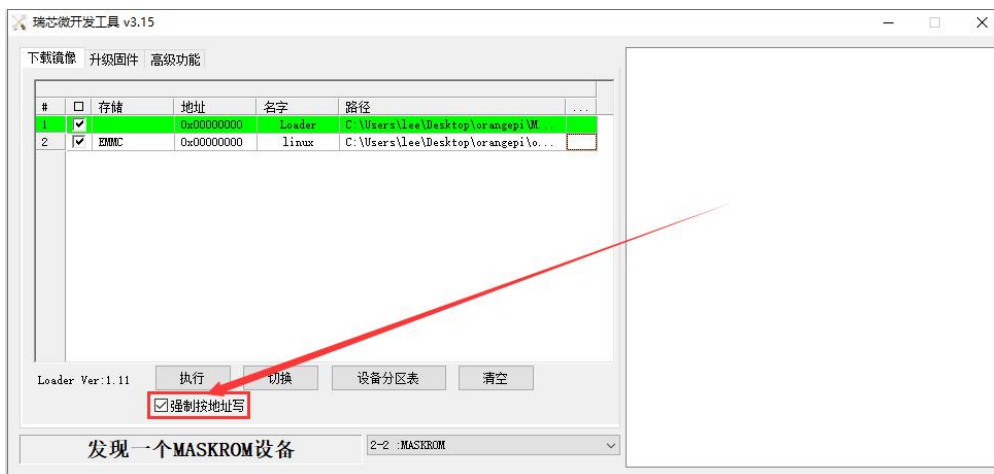 瑞芯微开发工具 v3.15
下载镜像 升级固件 高级功能
# 存储 地址 名字 路径 ...
1 0x00000000 Loader C:\Users\lee\Desktop\orangepi\M...
2 EMMC 0x00000000 linux C:\Users\lee\Desktop\orangepi\o...
Loader Ver:1.11 执行 切换 设备分区表 清空
强制按地址写
发现一个MASKROM设备 2-2 :MASKROM